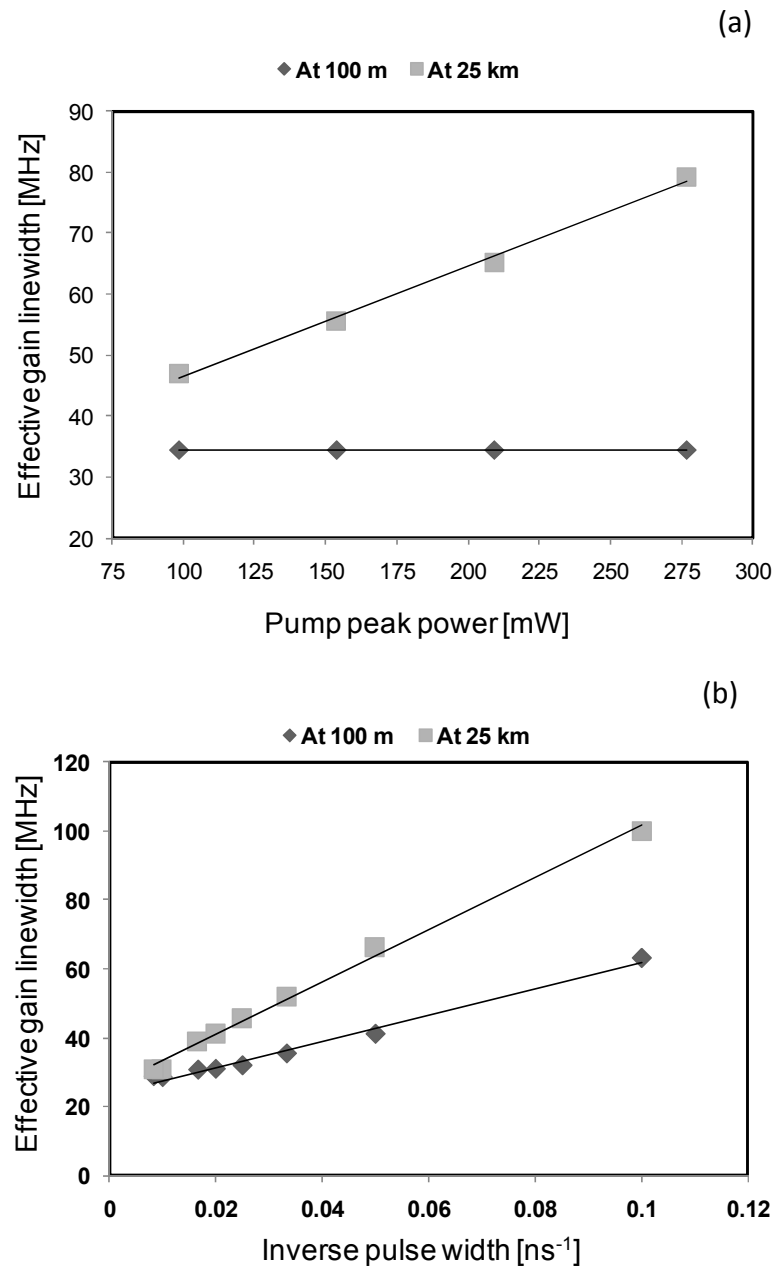 (a)
At 100 m At 25 km
90
80
70
60
50
40
30
20
75 100 125 150 175 200 225 250 275 300
Effective gain linewidth [MHz]
Pump peak power [mW]
(b)
At 100 m At 25 km
120
100
80
60
40
20
0
0 0.02 0.04 0.06 0.08 0.1 0.12
Effective gain linewidth [MHz]
Inverse pulse width [ns⁻¹]